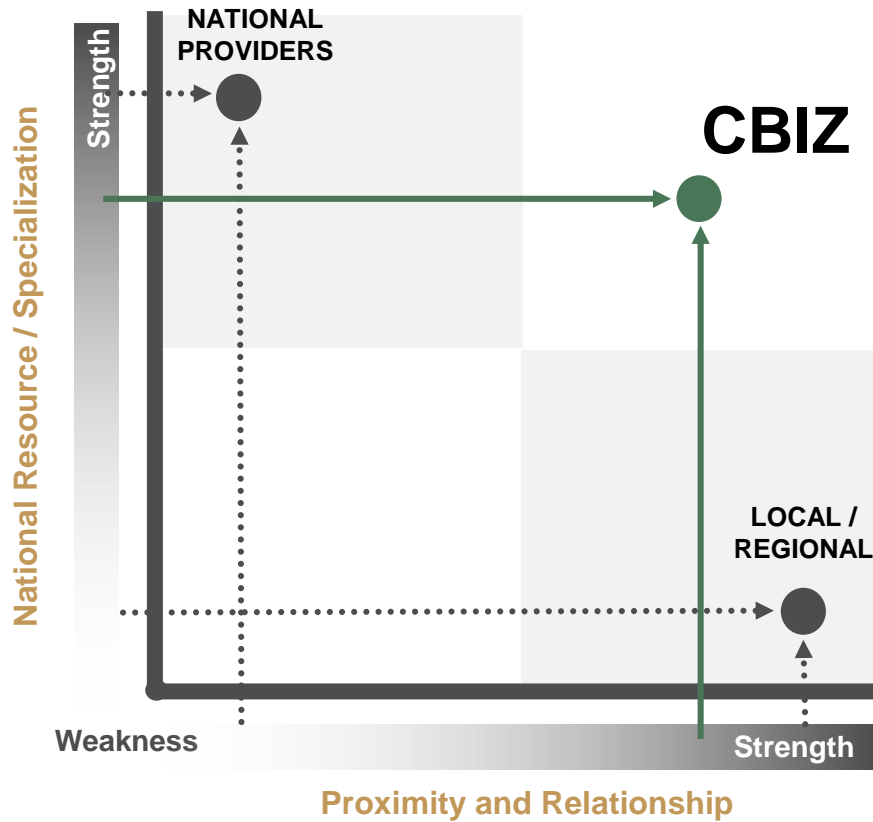 NATIONAL
PROVIDERS
Strength
CBIZ
National Resource / Specialization
LOCAL /
REGIONAL
Weakness
Strength
Proximity and Relationship